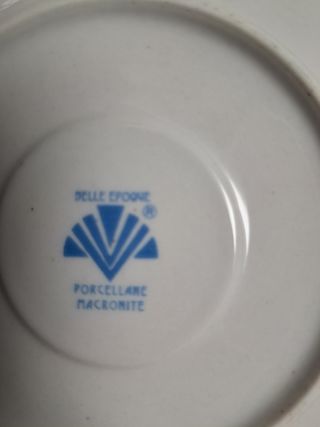 BELLE EPOQUE
®
PORCELLANE
MACRONITE